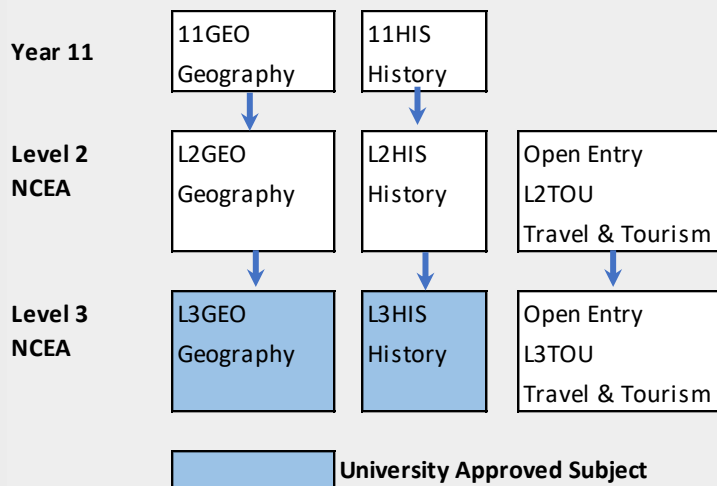 Year 11
11GEO
Geography
11HIS
History
Level 2
NCEA
L2GEO
Geography
L2HIS
History
Open Entry
L2TOU
Travel & Tourism
Level 3
NCEA
L3GEO
Geography
L3HIS
History
Open Entry
L3TOU
Travel & Tourism
University Approved Subject